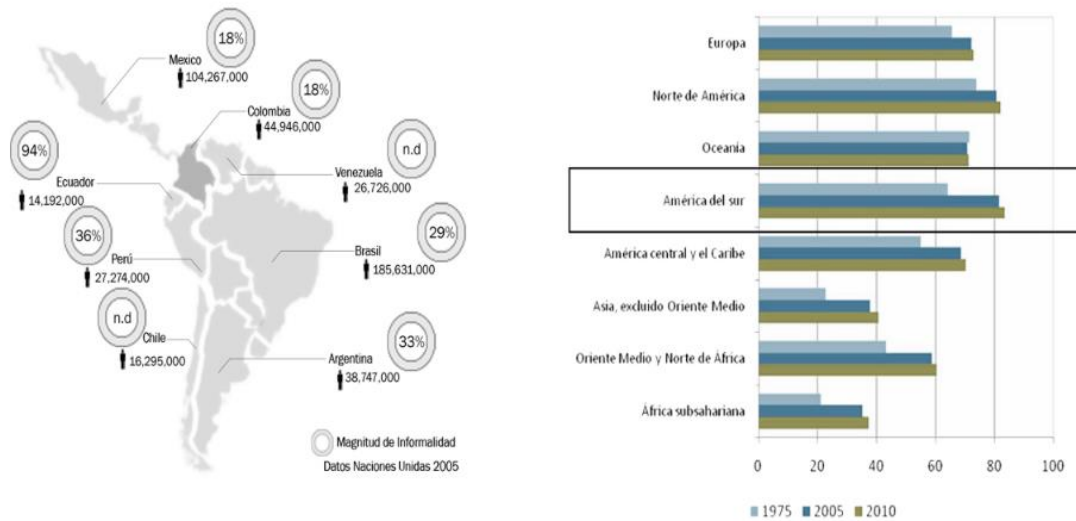 18%
Mexico
104,267,000
18%
Colombia
44,946,000
94%
n.d
Ecuador
14,192,000
Venezuela
26,726,000
36%
29%
Perú
27,274,000
Brasil
185,631,000
n.d
Chile
16,295,000
33%
Argentina
38,747,000
Magnitud de Informalidad
Datos Naciones Unidas 2005
Europa
Norte de América
Oceanía
América del sur
América central y el Caribe
Asia, excluido Oriente Medio
Oriente Medio y Norte de África
África subsahariana
0 20 40 60 80 100
1975 2005 2010